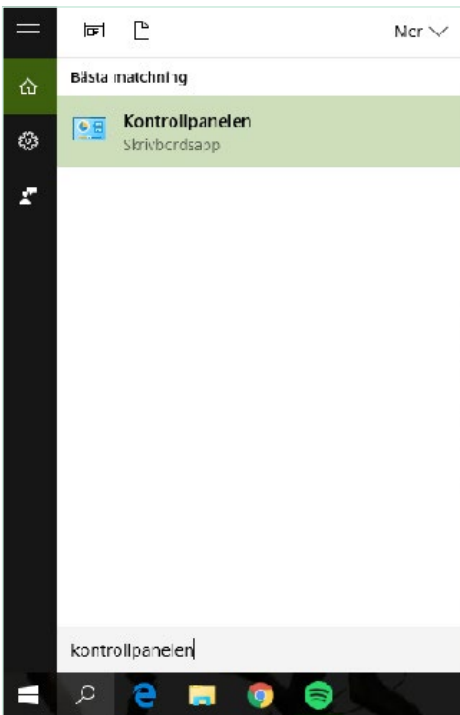 Mer
Bästa matchning
Kontrollpanelen
Skrivbordsapp
kontrollpanelen